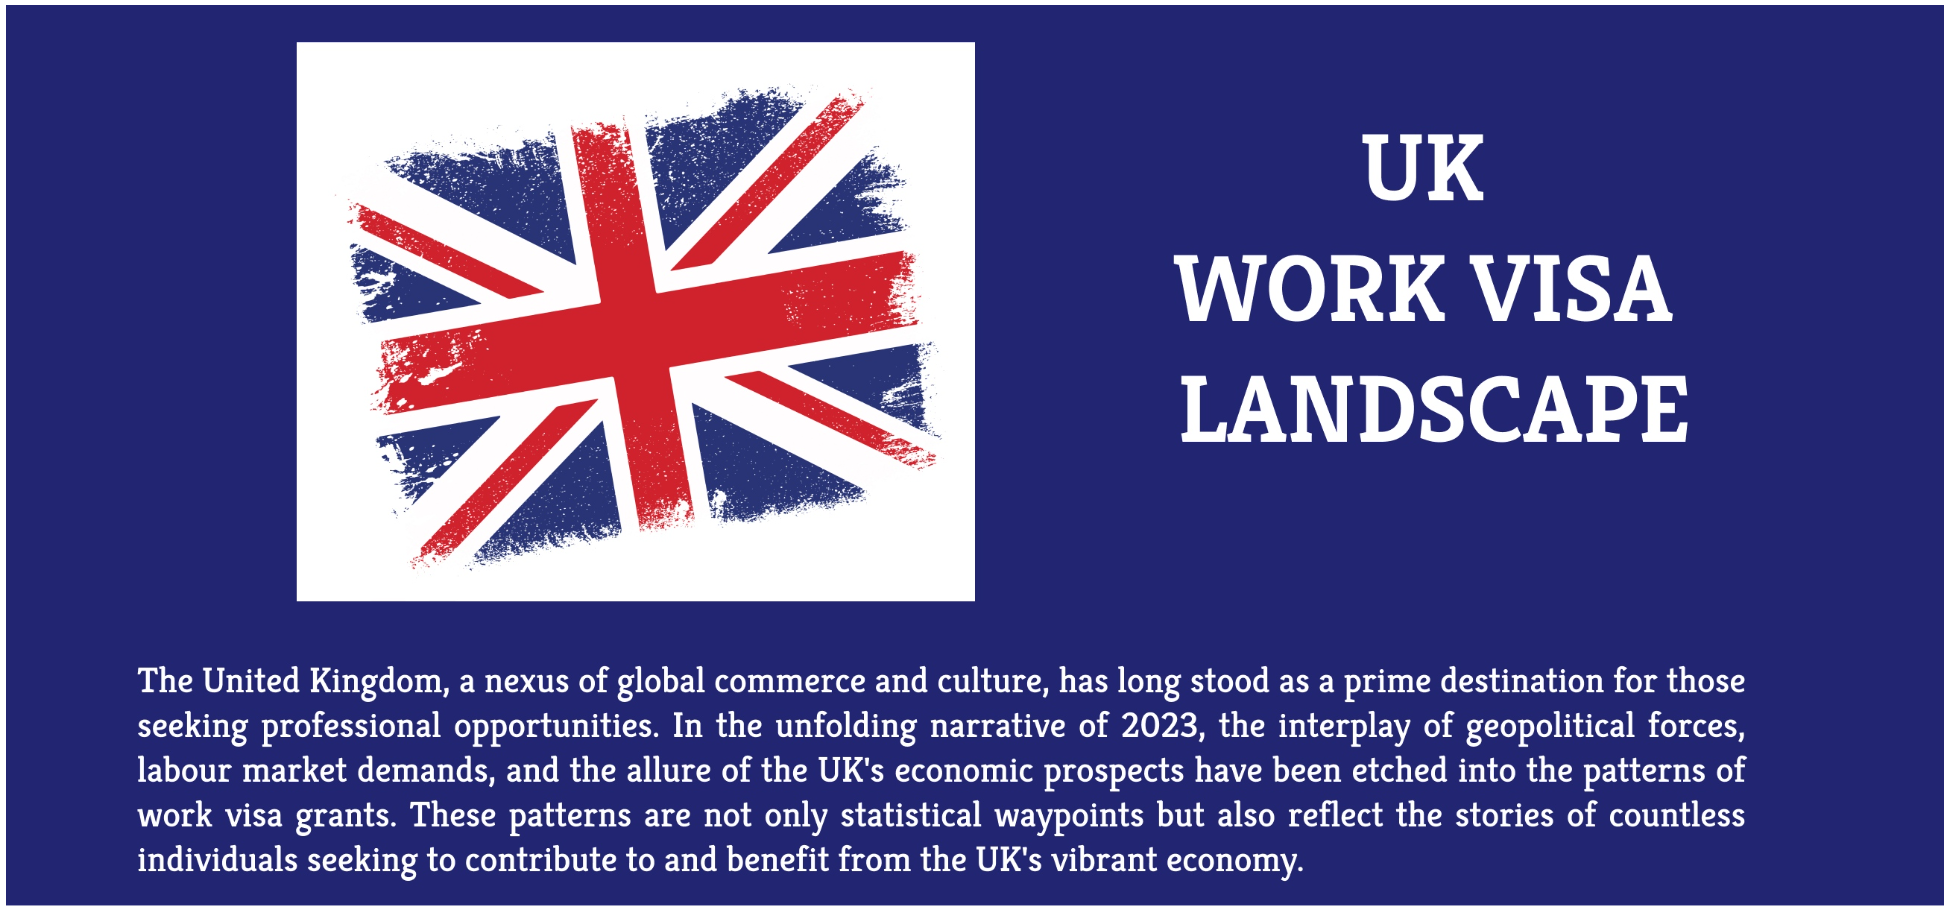 UK
WORK VISA
LANDSCAPE
The United Kingdom, a nexus of global commerce and culture, has long stood as a prime destination for those
seeking professional opportunities. In the unfolding narrative of 2023, the interplay of geopolitical forces,
labour market demands, and the allure of the UK's economic prospects have been etched into the patterns of
work visa grants. These patterns are not only statistical waypoints but also reflect the stories of countless
individuals seeking to contribute to and benefit from the UK's vibrant economy.